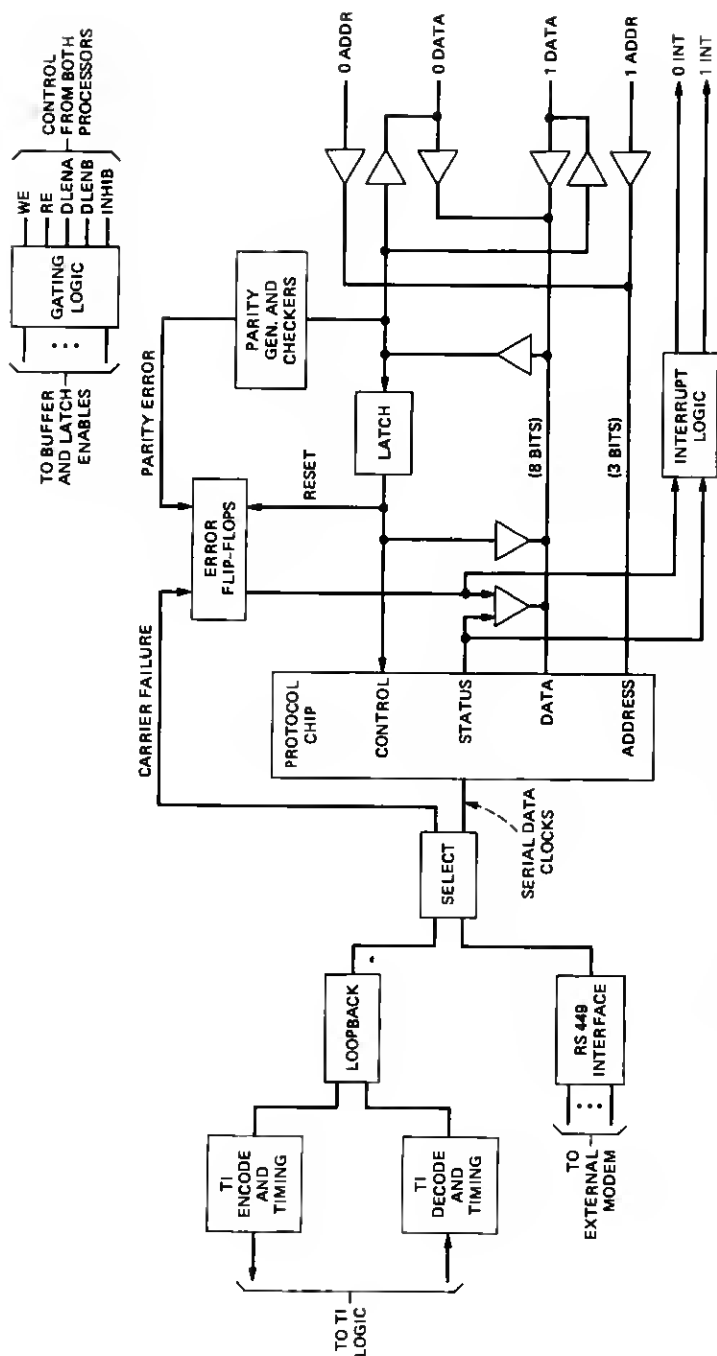 CONTROL
FROM BOTH
PROCESSORS
WE
RE
DLENA
DLENB
INHIB
GATING
LOGIC
...
TO BUFFER
AND LATCH
ENABLES
0 ADDR
0 DATA
1 DATA
1 ADDR
0 INT
1 INT
PARITY
GEN. AND
CHECKERS
PARITY ERROR
LATCH
RESET
ERROR
FLIP-FLOPS
CARRIER FAILURE
(8 BITS)
(3 BITS)
INTERRUPT
LOGIC
PROTOCOL
CHIP
CONTROL
STATUS
DATA
ADDRESS
SERIAL DATA
CLOCKS
SELECT
LOOPBACK
RS 449
INTERFACE
...
TO
EXTERNAL
MODEM
TI
ENCODE
AND
TIMING
TI
DECODE
AND
TIMING
TO TI
LOGIC